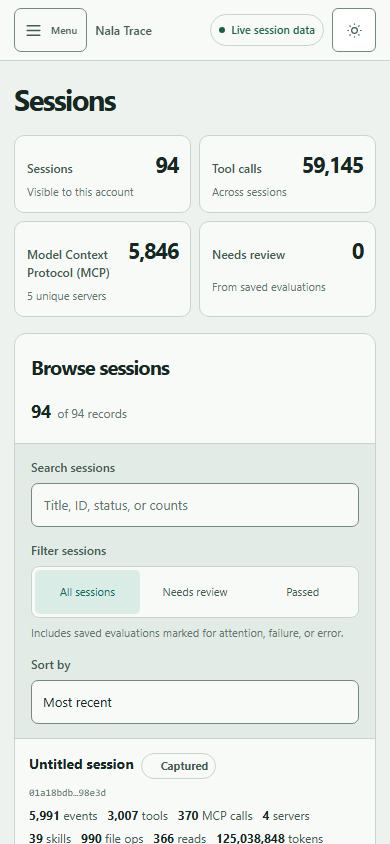 Menu
Nala Trace
Live session data
Sessions
Sessions 94
Visible to this account
Tool calls 59,145
Across sessions
Model Context Protocol (MCP) 5,846
5 unique servers
Needs review 0
From saved evaluations
Browse sessions
94 of 94 records
Search sessions
Title, ID, status, or counts
Filter sessions
All sessions Needs review Passed
Includes saved evaluations marked for attention, failure, or error.
Sort by
Most recent
Untitled session Captured
01a18bdb…98e3d
5,991 events 3,007 tools 370 MCP calls 4 servers
39 skills 990 file ops 366 reads 125,038,848 tokens